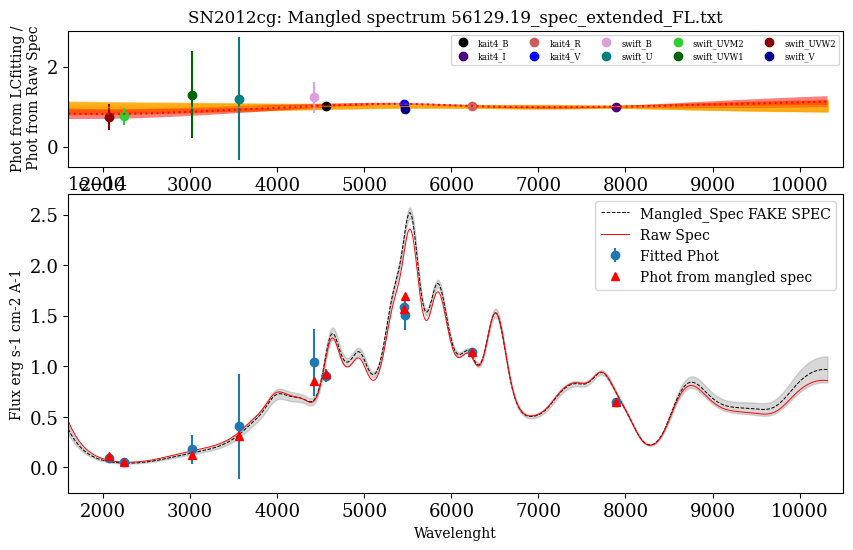 SN2012cg: Mangled spectrum 56129.19_spec_extended_FL.txt
Phot from LCfitting /
Phot from Raw Spec
2
0
kait4_B kait4_R swift_B swift_UVM2 swift_UVW2
kait4_I kait4_V swift_U swift_UVW1 swift_V
2000 3000 4000 5000 6000 7000 8000 9000 10000
1e−14
Flux erg s-1 cm-2 A-1
2.5
2.0
1.5
1.0
0.5
0.0
Mangled_Spec FAKE SPEC
Raw Spec
Fitted Phot
Phot from mangled spec
2000 3000 4000 5000 6000 7000 8000 9000 10000
Wavelenght